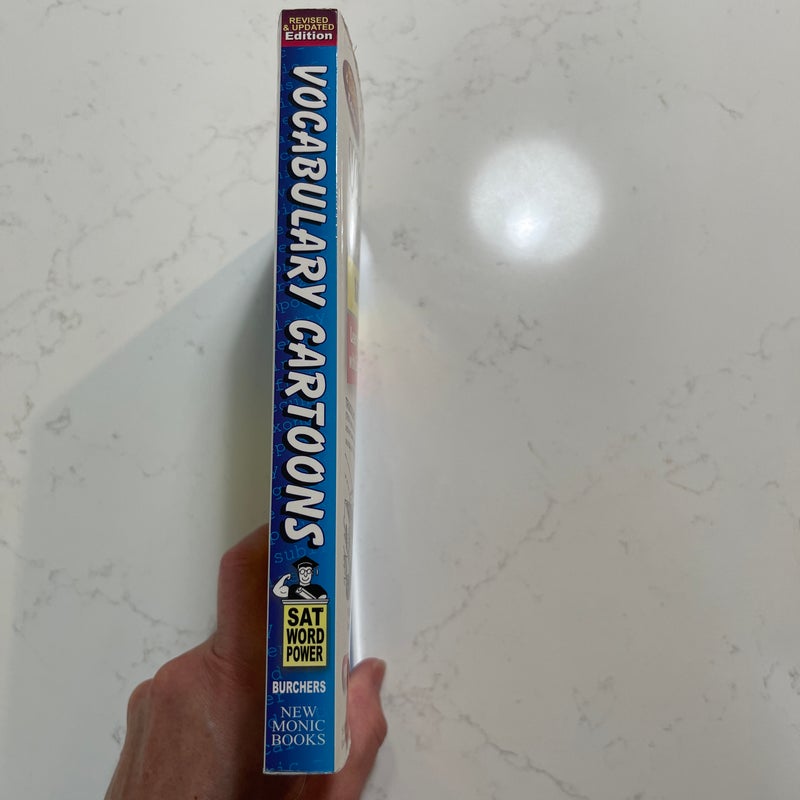 REVISED
& UPDATED
Edition
VOCABULARY CARTOONS
SAT
WORD
POWER
BURCHERS
NEW
MONIC
BOOKS